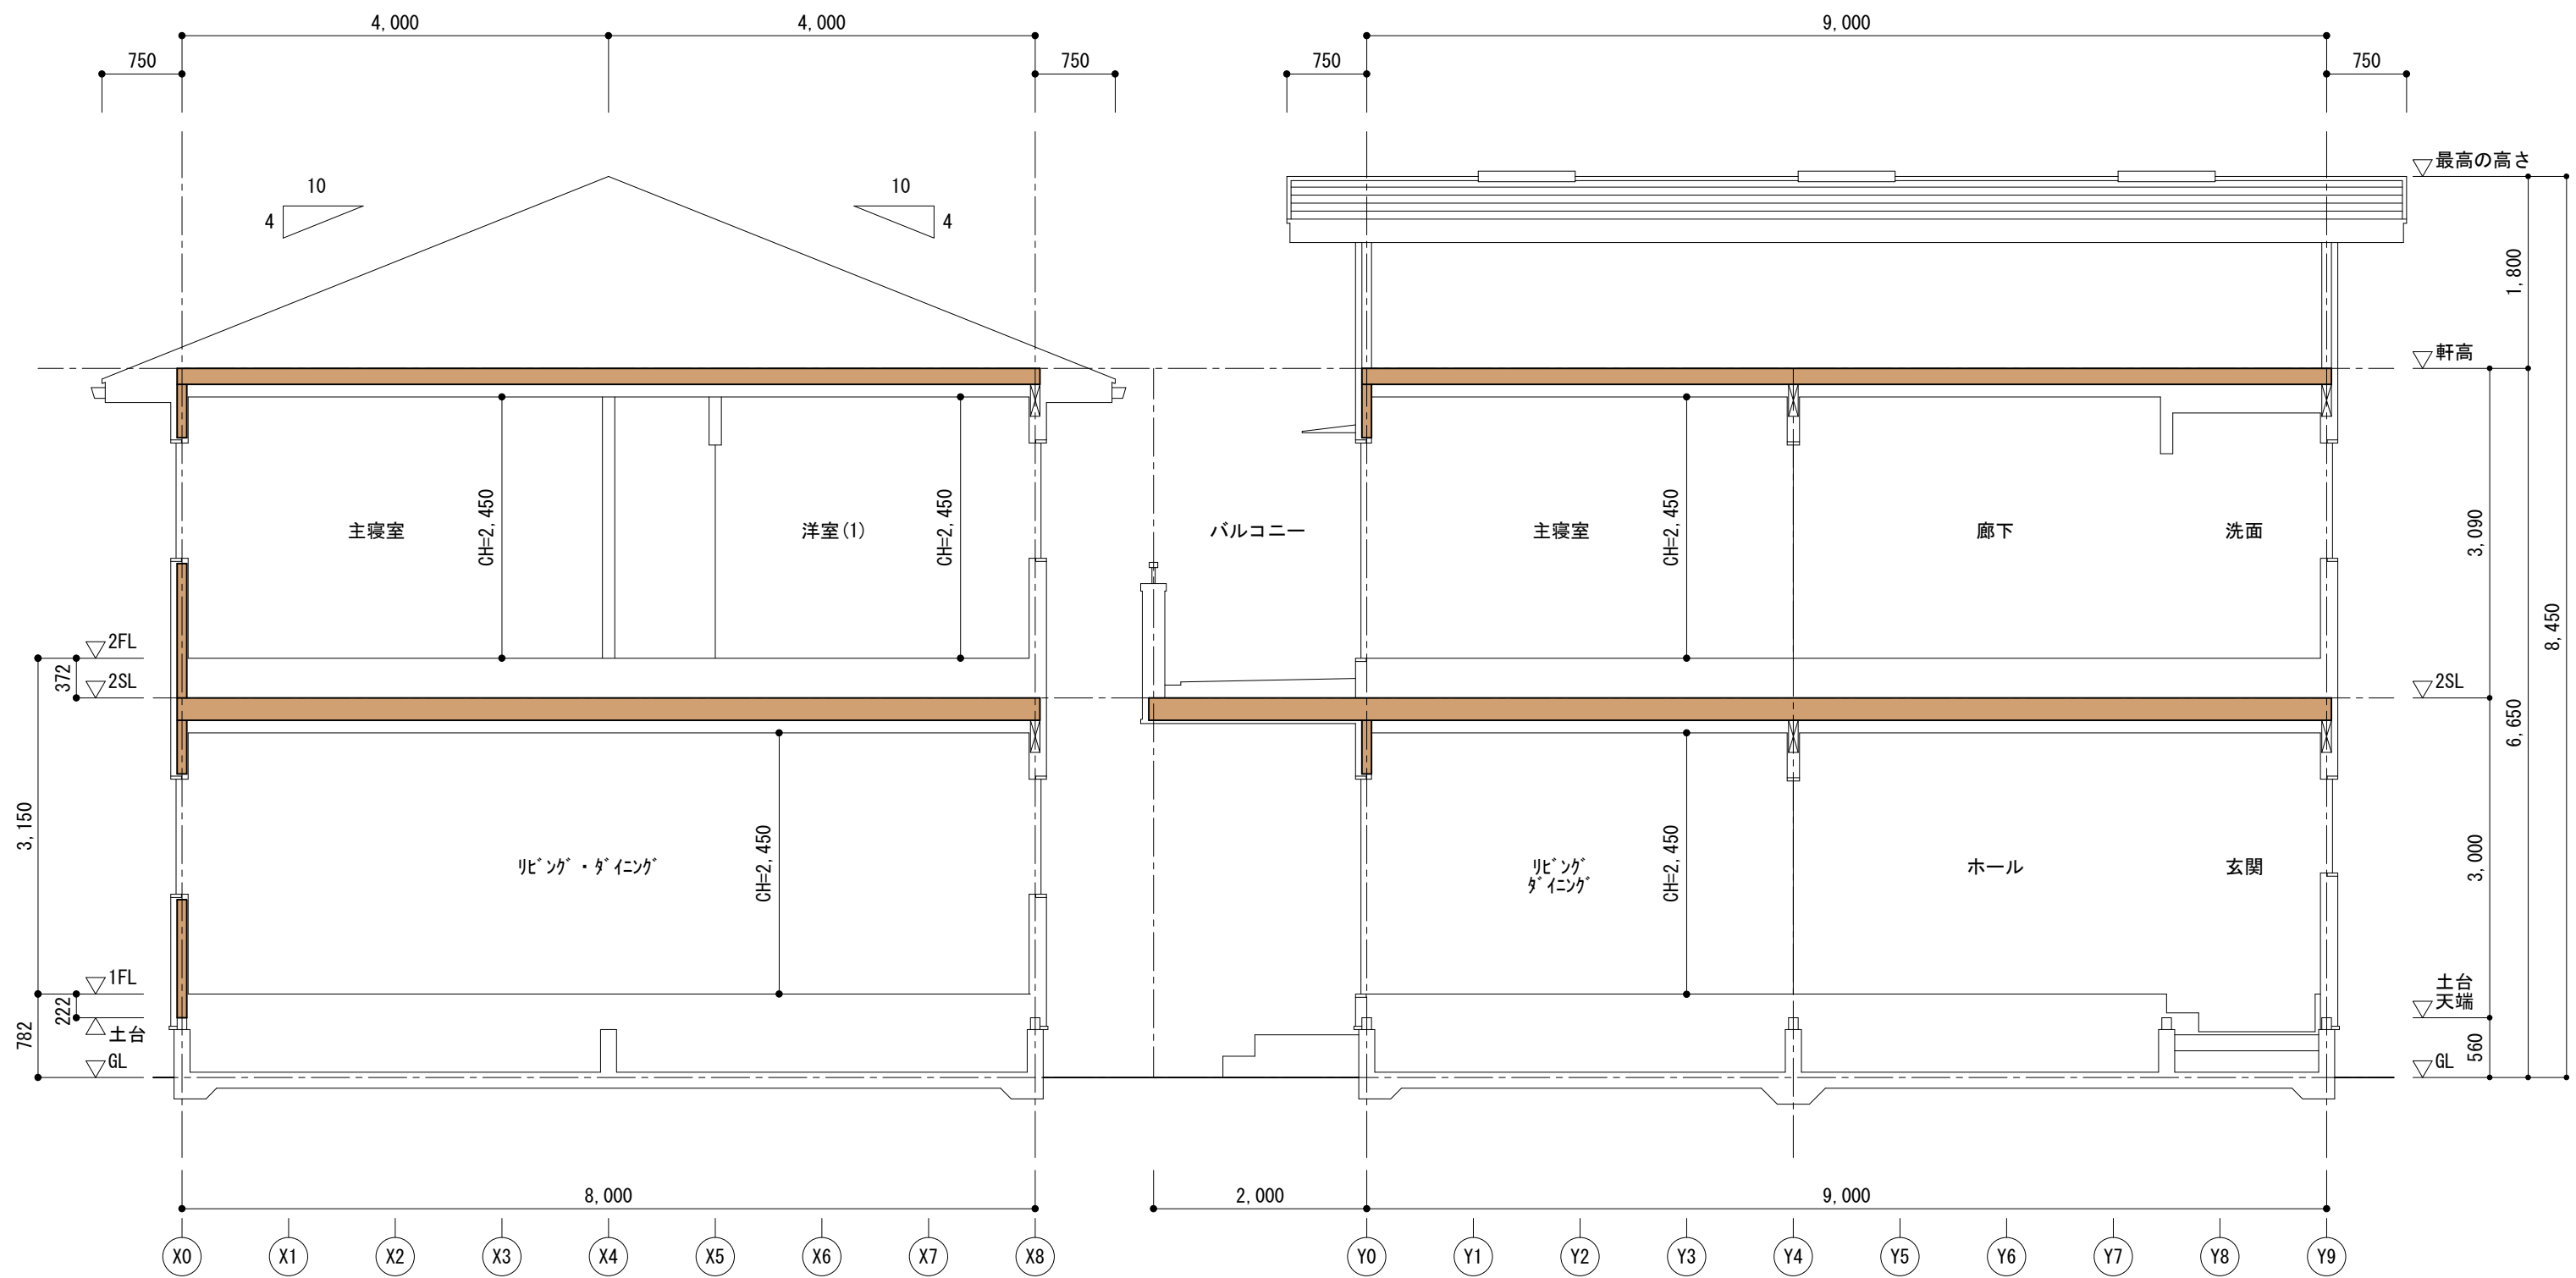 4,000
4,000
9,000
750
750
750
750
最高の高さ
10
10
4
4
1,800
軒高
主寝室
CH=2,450
洋室(1)
CH=2,450
バルコニー
主寝室
CH=2,450
廊下
洗面
3,090
8,450
2FL
372
2SL
2SL
6,650
3,150
リビング・ダイニング
CH=2,450
リビング
ダイニング
CH=2,450
ホール
玄関
3,000
1FL
222
土台
土台
天端
782
GL
560
GL
8,000
2,000
9,000
X0
X1
X2
X3
X4
X5
X6
X7
X8
Y0
Y1
Y2
Y3
Y4
Y5
Y6
Y7
Y8
Y9